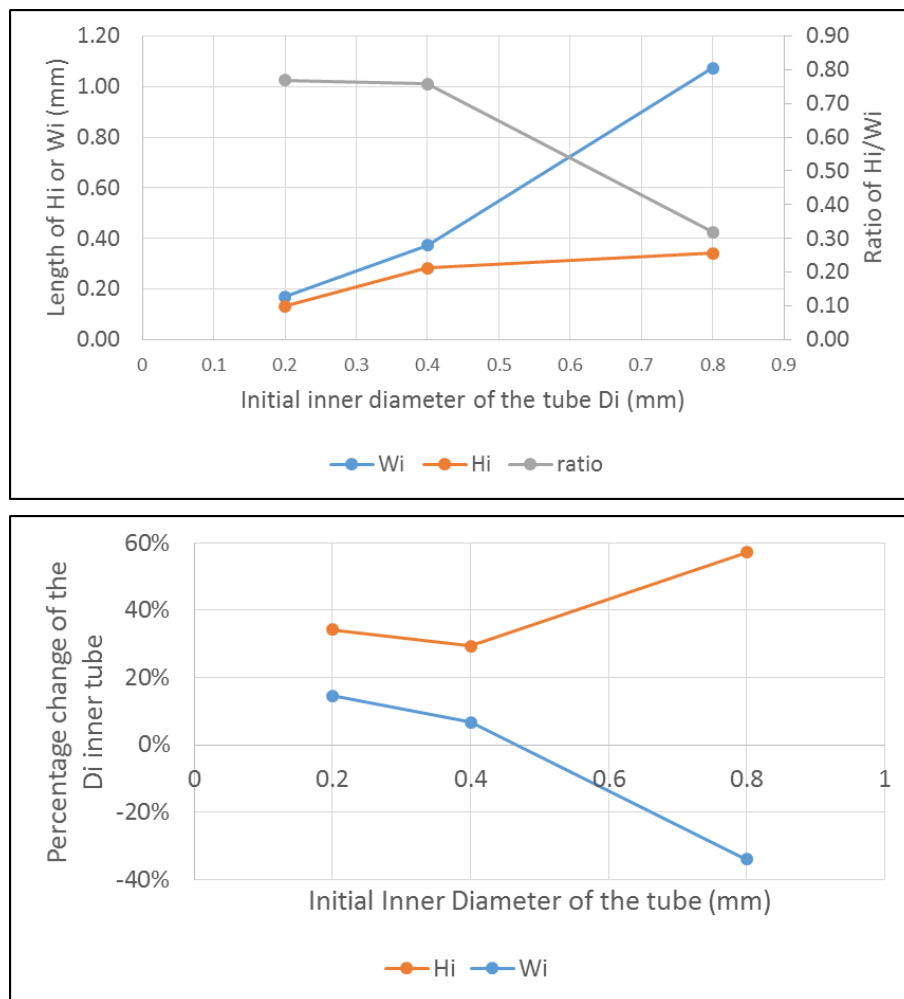 1.20
1.00
0.80
0.60
0.40
0.20
0.00
Length of Hi or Wi (mm)
0.90
0.80
0.70
0.60
0.50
0.40
0.30
0.20
0.10
0.00
Ratio of Hi/Wi
0 0.1 0.2 0.3 0.4 0.5 0.6 0.7 0.8 0.9
Initial inner diameter of the tube Di (mm)
Wi Hi ratio
60%
40%
20%
0%
-20%
-40%
Percentage change of the
Di inner tube
0 0.2 0.4 0.6 0.8 1
Initial Inner Diameter of the tube (mm)
Hi Wi